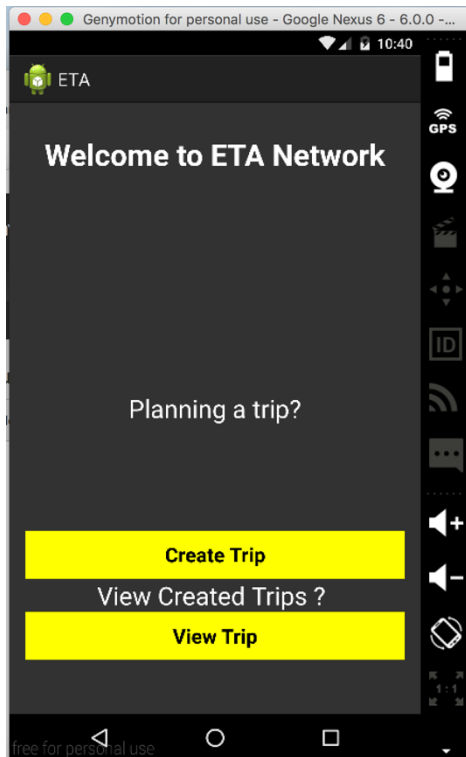 Genymotion for personal use - Google Nexus 6 - 6.0.0 -...
10:40
ETA
GPS
Welcome to ETA Network
ID
Planning a trip?
Create Trip
View Created Trips ?
View Trip
1:1
free for personal use